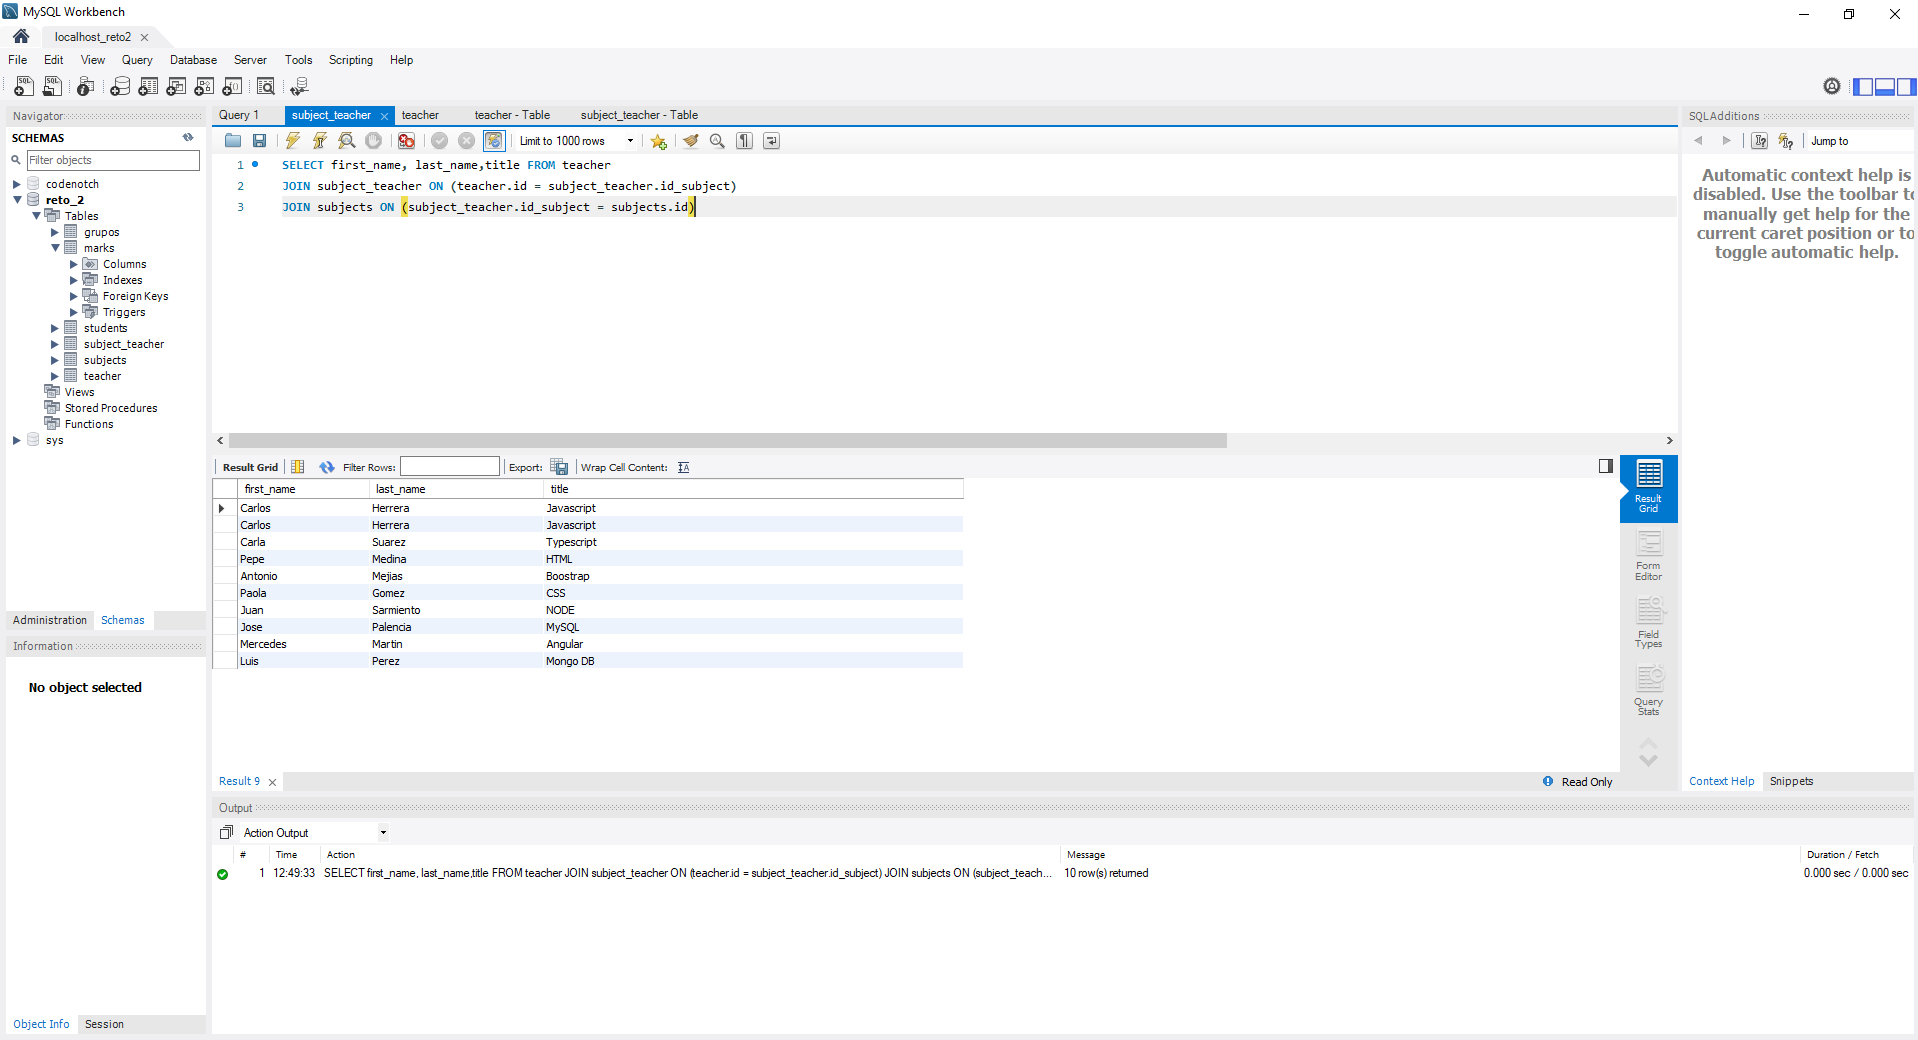 MySQL Workbench
localhost_reto2
File Edit View Query Database Server Tools Scripting Help
Navigator
SCHEMAS
Filter objects
codenotch
reto_2
Tables
grupos
marks
Columns
Indexes
Foreign Keys
Triggers
students
subject_teacher
subjects
teacher
Views
Stored Procedures
Functions
sys
Administration Schemas
Information
No object selected
Object Info Session
Query 1 subject_teacher teacher teacher - Table subject_teacher - Table
Limit to 1000 rows
1 SELECT first_name, last_name,title FROM teacher
2 JOIN subject_teacher ON (teacher.id = subject_teacher.id_subject)
3 JOIN subjects ON (subject_teacher.id_subject = subjects.id)
Result Grid Filter Rows: Export: Wrap Cell Content:
first_name last_name title
Carlos Herrera Javascript
Carlos Herrera Javascript
Carla Suarez Typescript
Pepe Medina HTML
Antonio Mejias Boostrap
Paola Gomez CSS
Juan Sarmiento NODE
Jose Palencia MySQL
Mercedes Martin Angular
Luis Perez Mongo DB
Result
Grid
Form
Editor
Field
Types
Query
Stats
Result 9
Read Only
SQLAdditions
Jump to
Automatic context help is
disabled. Use the toolbar to
manually get help for the
current caret position or to
toggle automatic help.
Context Help Snippets
Output
Action Output
# Time Action Message Duration / Fetch
1 12:49:33 SELECT first_name, last_name,title FROM teacher JOIN subject_teacher ON (teacher.id = subject_teacher.id_subject) JOIN subjects ON (subject_teach... 10 row(s) returned 0.000 sec / 0.000 sec